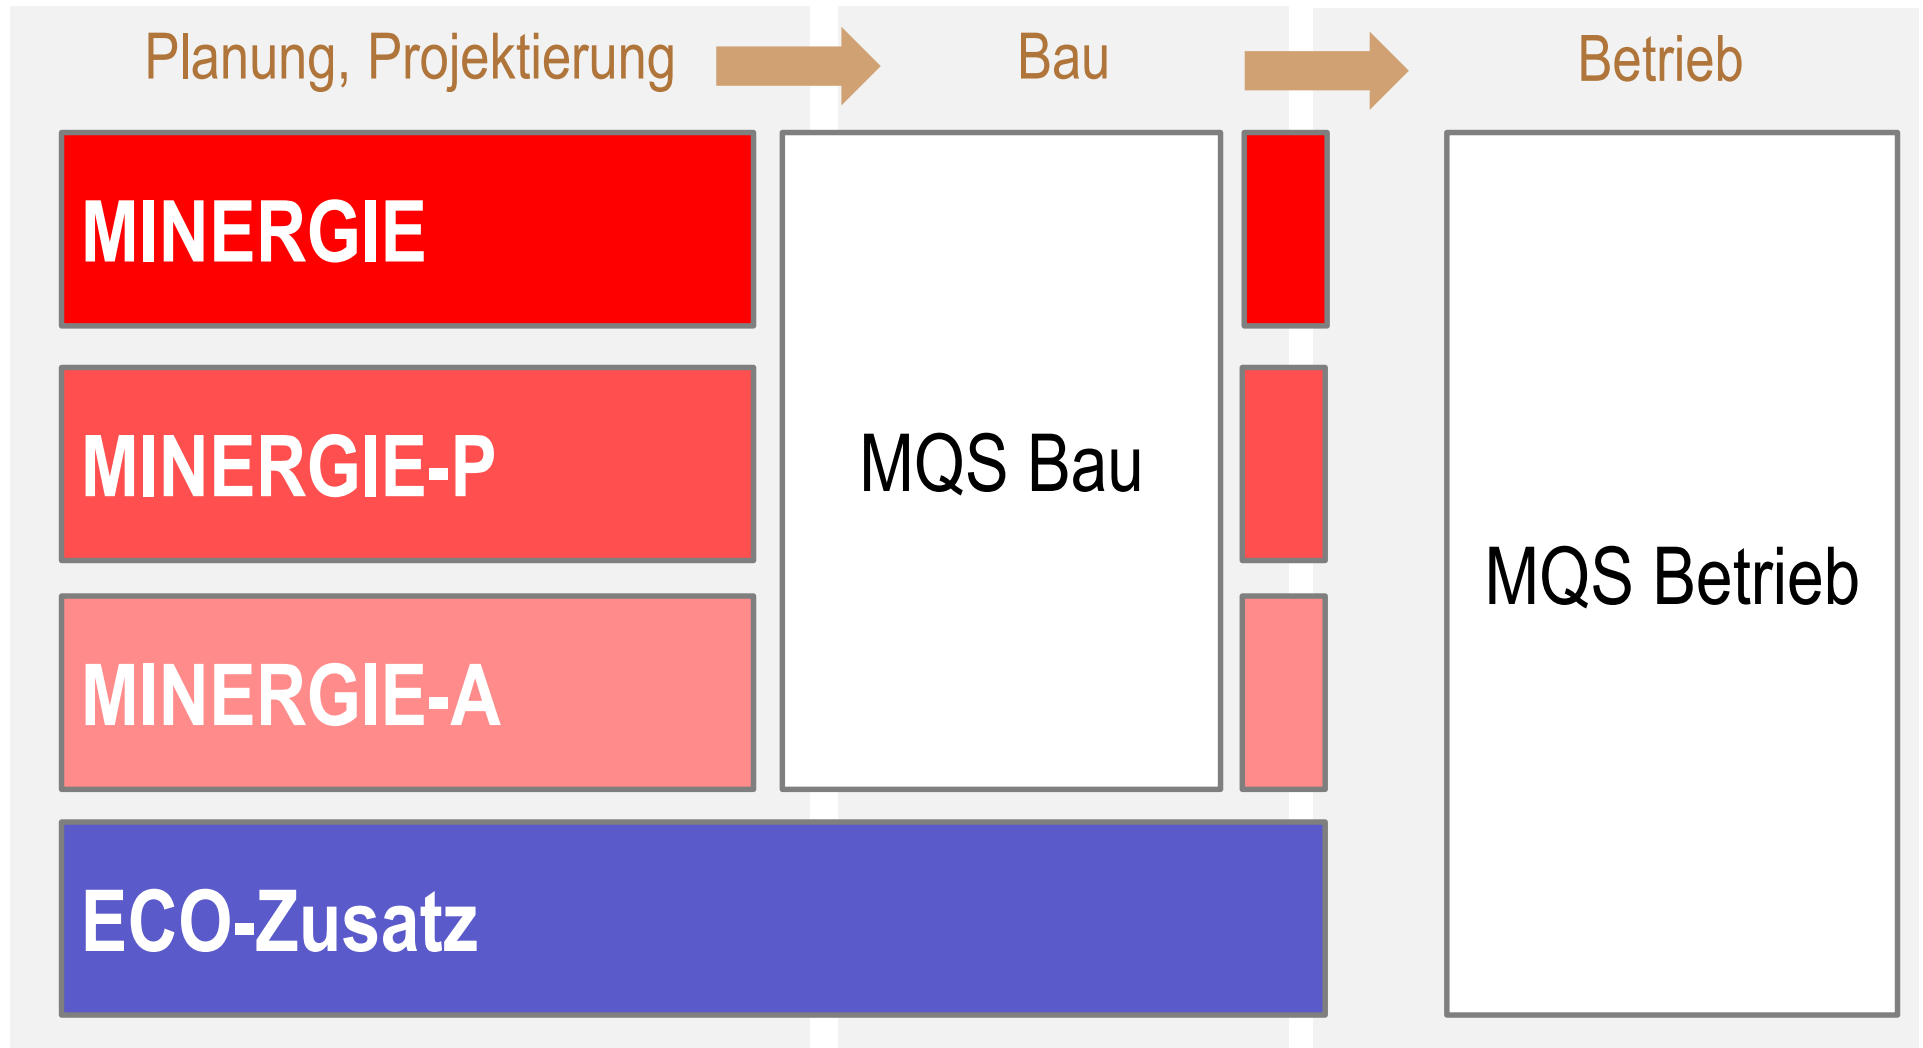 Planung, Projektierung
Bau
Betrieb
MINERGIE
MINERGIE-P
MQS Bau
MQS Betrieb
MINERGIE-A
ECO-Zusatz